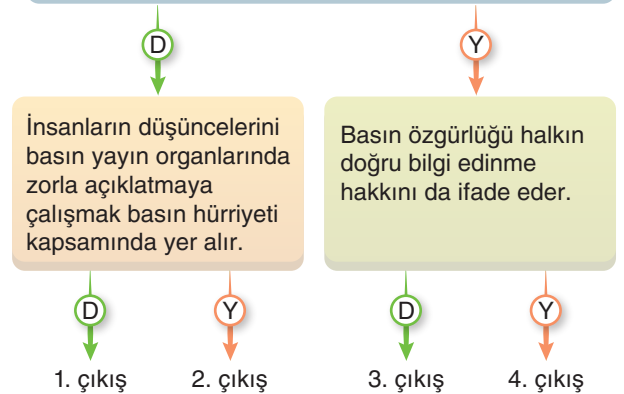 D
Y
İnsanların düşüncelerini
basın yayın organlarında
zorla açıklatmaya
çalışmak basın hürriyeti
kapsamında yer alır.
Basın özgürlüğü halkın
doğru bilgi edinme
hakkını da ifade eder.
D
Y
D
Y
1. çıkış
2. çıkış
3. çıkış
4. çıkış